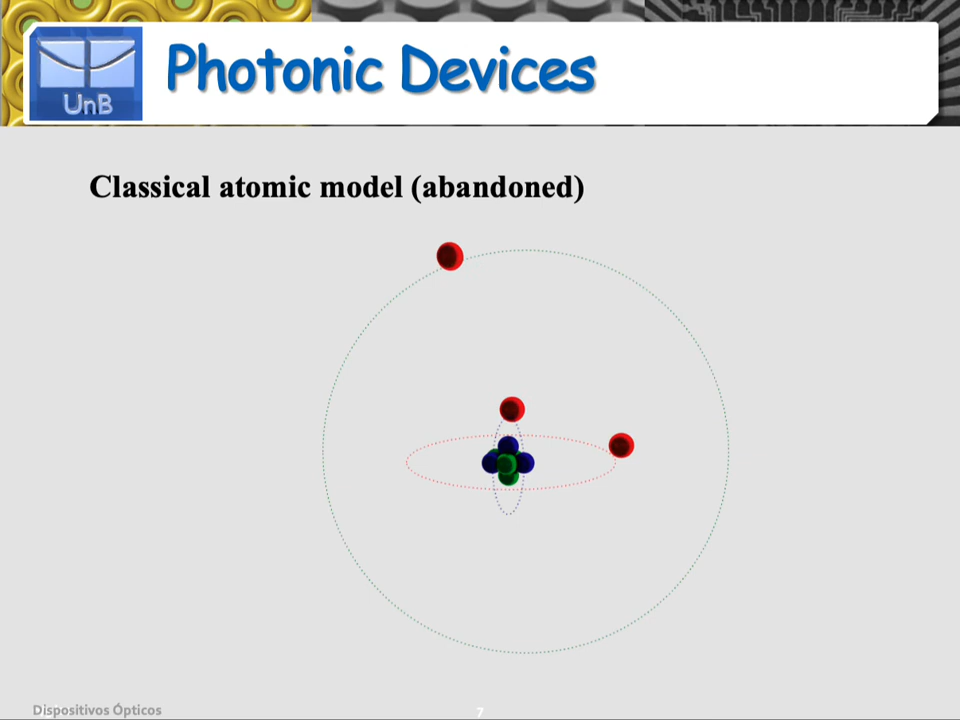 UnB
Photonic Devices
Classical atomic model (abandoned)
Dispositivos Ópticos
7